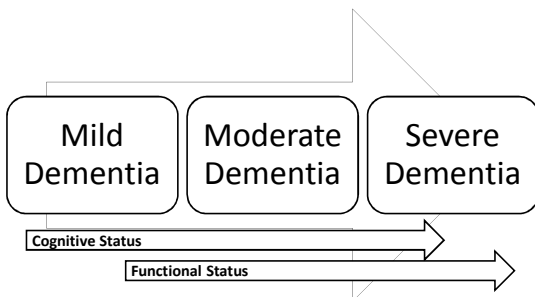 Mild
Dementia
Moderate
Dementia
Severe
Dementia
Cognitive Status
Functional Status